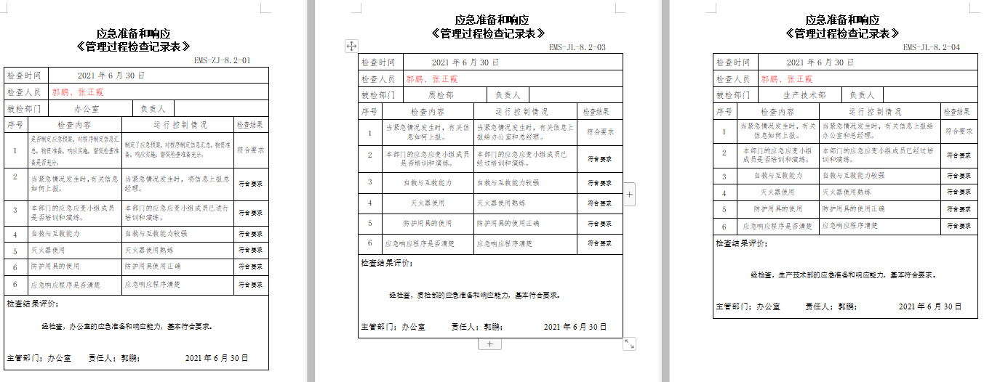 应急准备和响应
《管理过程检查记录表》
EMS-ZJ-8.2-01
检查时间 2021 年 6 月 30 日
检查人员 郭鹏、张正霞
被检部门 办公室 负责人
序号 检查内容 运行控制情况 检查结果
1 是否制定应急预案，对程序制定信息汇总，物资准备，响应实施，督促检查准备是否充分。 制定了应急预案，对程序制定信息汇总，物资准备，响应实施，督促检查准备充分。 符合要求
2 当紧急情况发生时，有关信息如何上报。 当紧急情况发生时，将信息上报总经理。 符合要求
3 本部门的应急应变小组成员是否培训和演练。 本部门的应急应变小组成员已进行培训和演练。 符合要求
4 自救与互救能力 自救与互救能力较强 符合要求
5 灭火器使用 灭火器使用熟练 符合要求
6 防护用具的使用 防护用具使用正确 符合要求
6 应急响应程序是否清楚 应急响应程序清楚 符合要求
检查结果评价；
经检查，办公室的应急准备和响应能力，基本符合要求。
主管部门；办公室 责任人；郭鹏； 2021 年 6 月 30 日
应急准备和响应
《管理过程检查记录表》
EMS-JL-8.2-03
检查时间 2021 年 6 月 30 日
检查人员 郭鹏、张正霞
被检部门 质检部 负责人
序号 检查内容 运行控制情况 检查结果
1 当紧急情况发生时，有关信息如何上报。 当紧急情况发生时，有关信息上报给办公室和总经理。 符合要求
2 本部门的应急应变小组成员是否培训和演练。 本部门的应急应变小组成员已经过培训和演练。 符合要求
3 自救与互救能力 自救与互救能力较强 符合要求
4 灭火器使用 灭火器使用熟练 符合要求
5 防护用具的使用 防护用具的使用正确 符合要求
6 应急响应程序是否清楚 应急响应程序清楚 符合要求
检查结果评价；
经检查，质检部的应急准备和响应能力，基本符合要求。
主管部门；办公室 责任人；郭鹏； 2021 年 6 月 30 日
应急准备和响应
《管理过程检查记录表》
EMS-JL-8.2-04
检查时间 2021 年 6 月 30 日
检查人员 郭鹏、张正霞
被检部门 生产技术部 负责人
序号 检查内容 运行控制情况 检查结果
1 当紧急情况发生时，有关信息如何上报。 当紧急情况发生时，有关信息上报给办公室和总经理。 符合要求
2 本部门的应急应变小组成员是否培训和演练。 本部门的应急应变小组成员已经过培训和演练。 符合要求
3 自救与互救能力 自救与互救能力较强 符合要求
4 灭火器使用 灭火器使用熟练 符合要求
5 防护用具的使用 防护用具的使用正确 符合要求
6 应急响应程序是否清楚 应急响应程序清楚 符合要求
检查结果评价；
经检查，生产技术部的应急准备和响应能力，基本符合要求。
主管部门；办公室 责任人；郭鹏； 2021 年 6 月 30 日